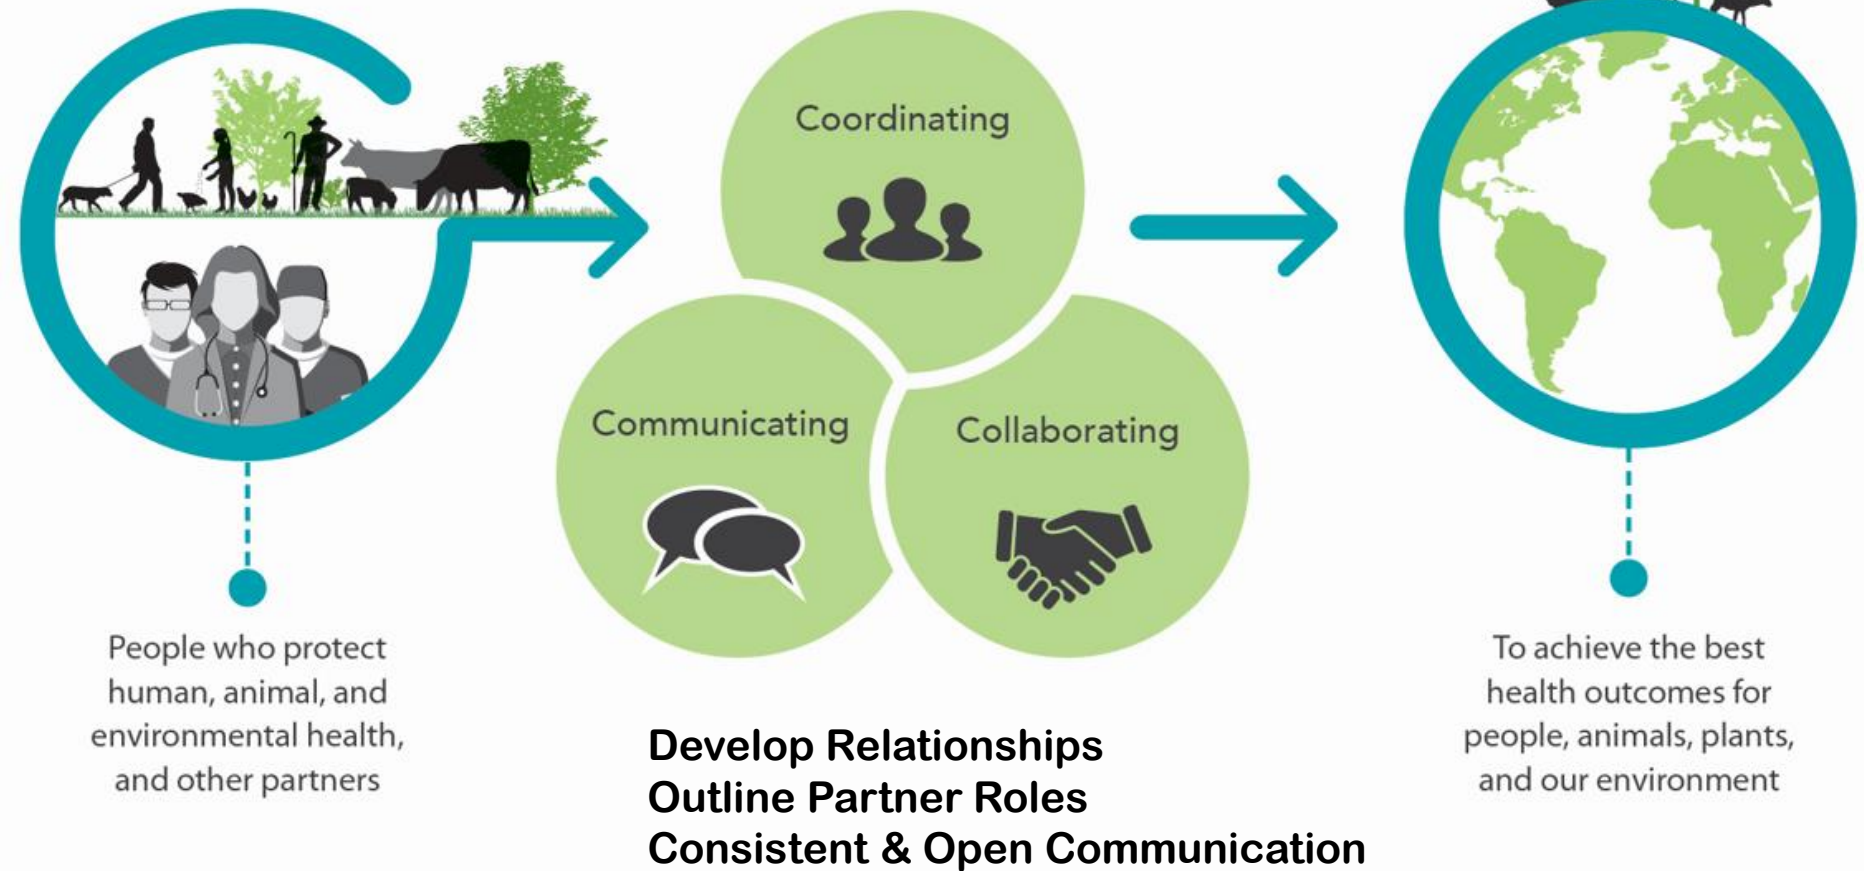 Coordinating
Communicating
Collaborating
People who protect
human, animal, and
environmental health,
and other partners
Develop Relationships
Outline Partner Roles
Consistent & Open Communication
To achieve the best
health outcomes for
people, animals, plants,
and our environment